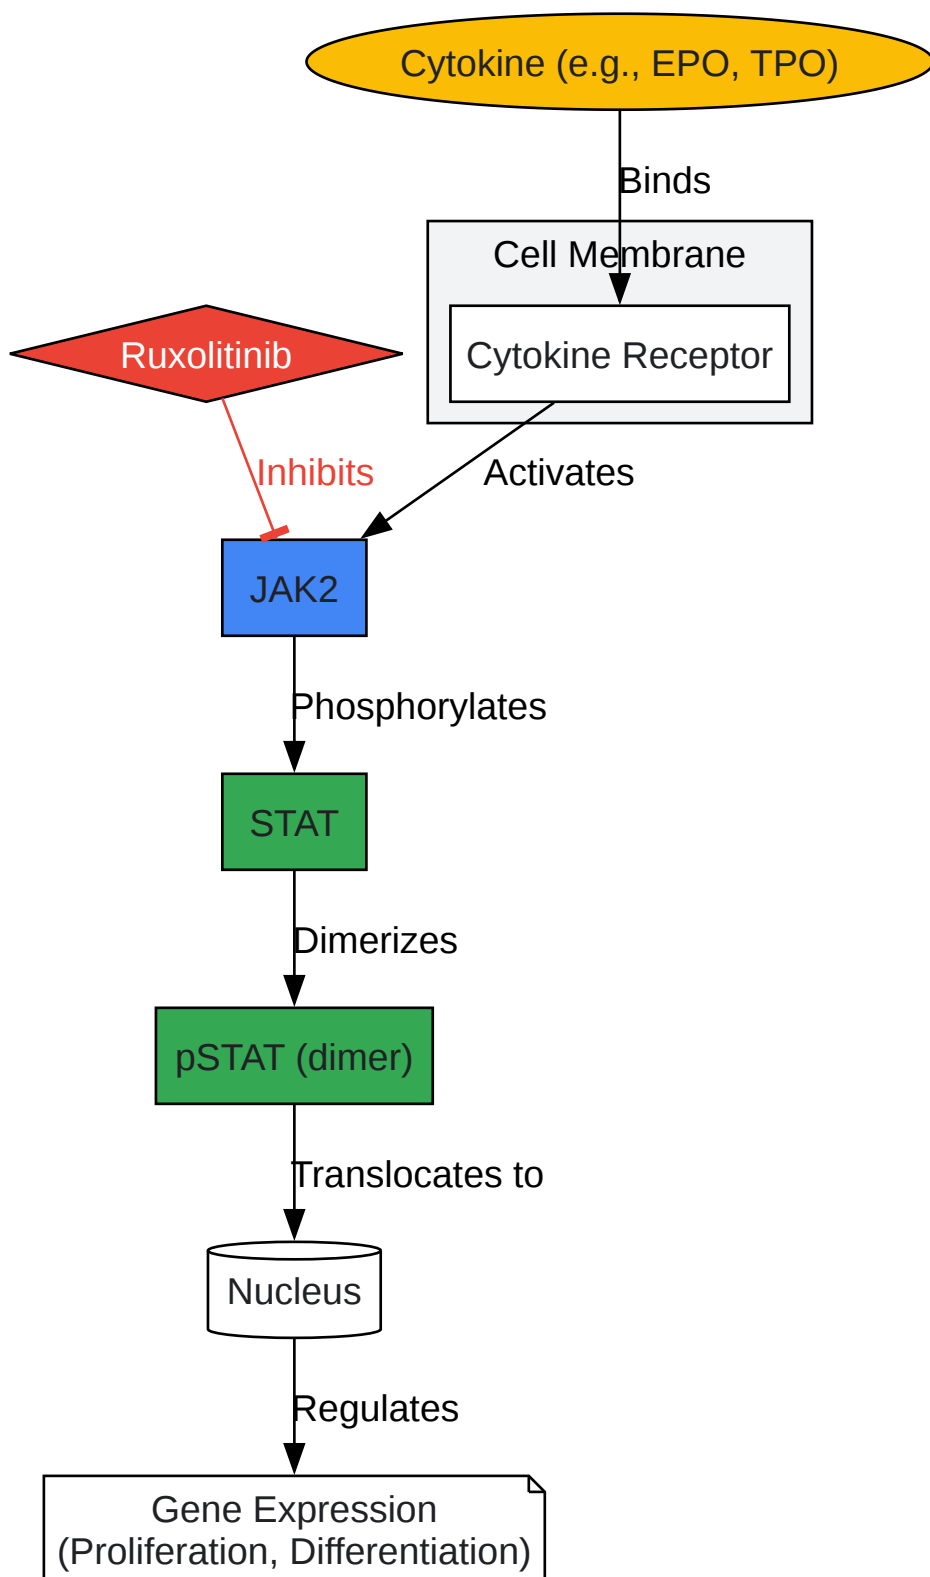 Cytokine (e.g., EPO, TPO)
Binds
Cell Membrane
Ruxolitinib
Cytokine Receptor
Inhibits
Activates
JAK2
Phosphorylates
STAT
Dimerizes
pSTAT (dimer)
Translocates to
Nucleus
Regulates
Gene Expression
(Proliferation, Differentiation)